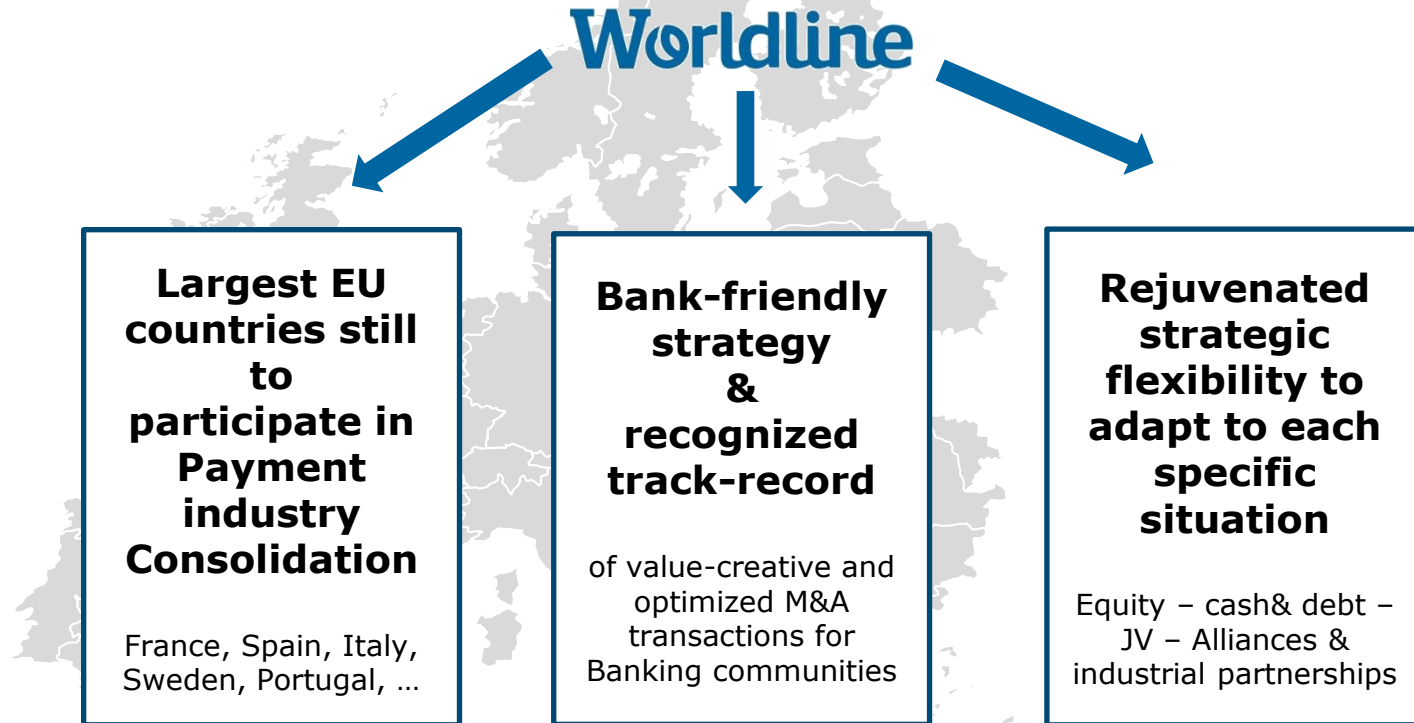 Worldline
Largest EU
countries still
to
participate in
Payment
industry
Consolidation
France, Spain, Italy,
Sweden, Portugal, …
Bank-friendly
strategy
&
recognized
track-record
of value-creative and
optimized M&A
transactions for
Banking communities
Rejuvenated
strategic
flexibility to
adapt to each
specific
situation
Equity – cash& debt –
JV – Alliances &
industrial partnerships